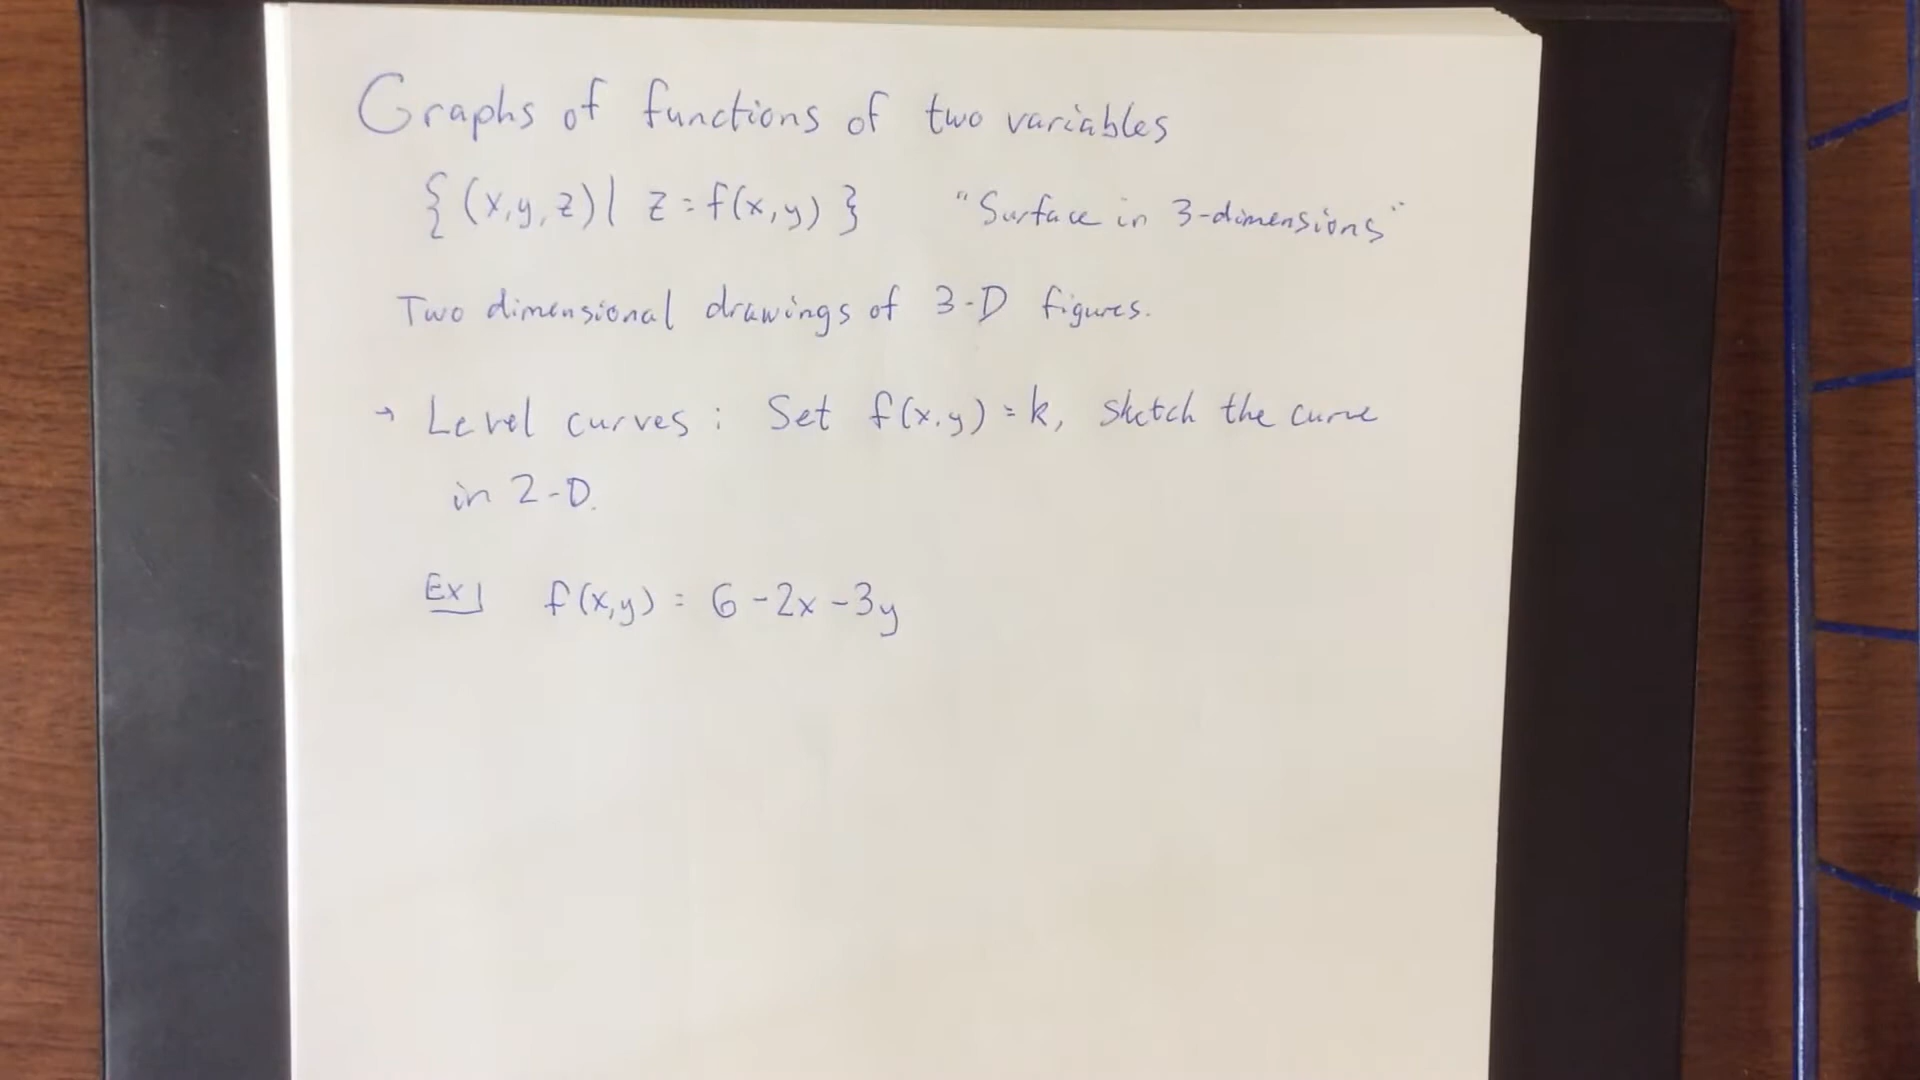 Graphs of functions of two variables
{(x,y,z)| z=f(x,y)} "Surface in 3-dimensions"
Two dimensional drawings of 3-D figures.
→ Level curves: Set f(x,y)=k, sketch the curve
in 2-D.
Ex] f(x,y) = 6-2x-3y